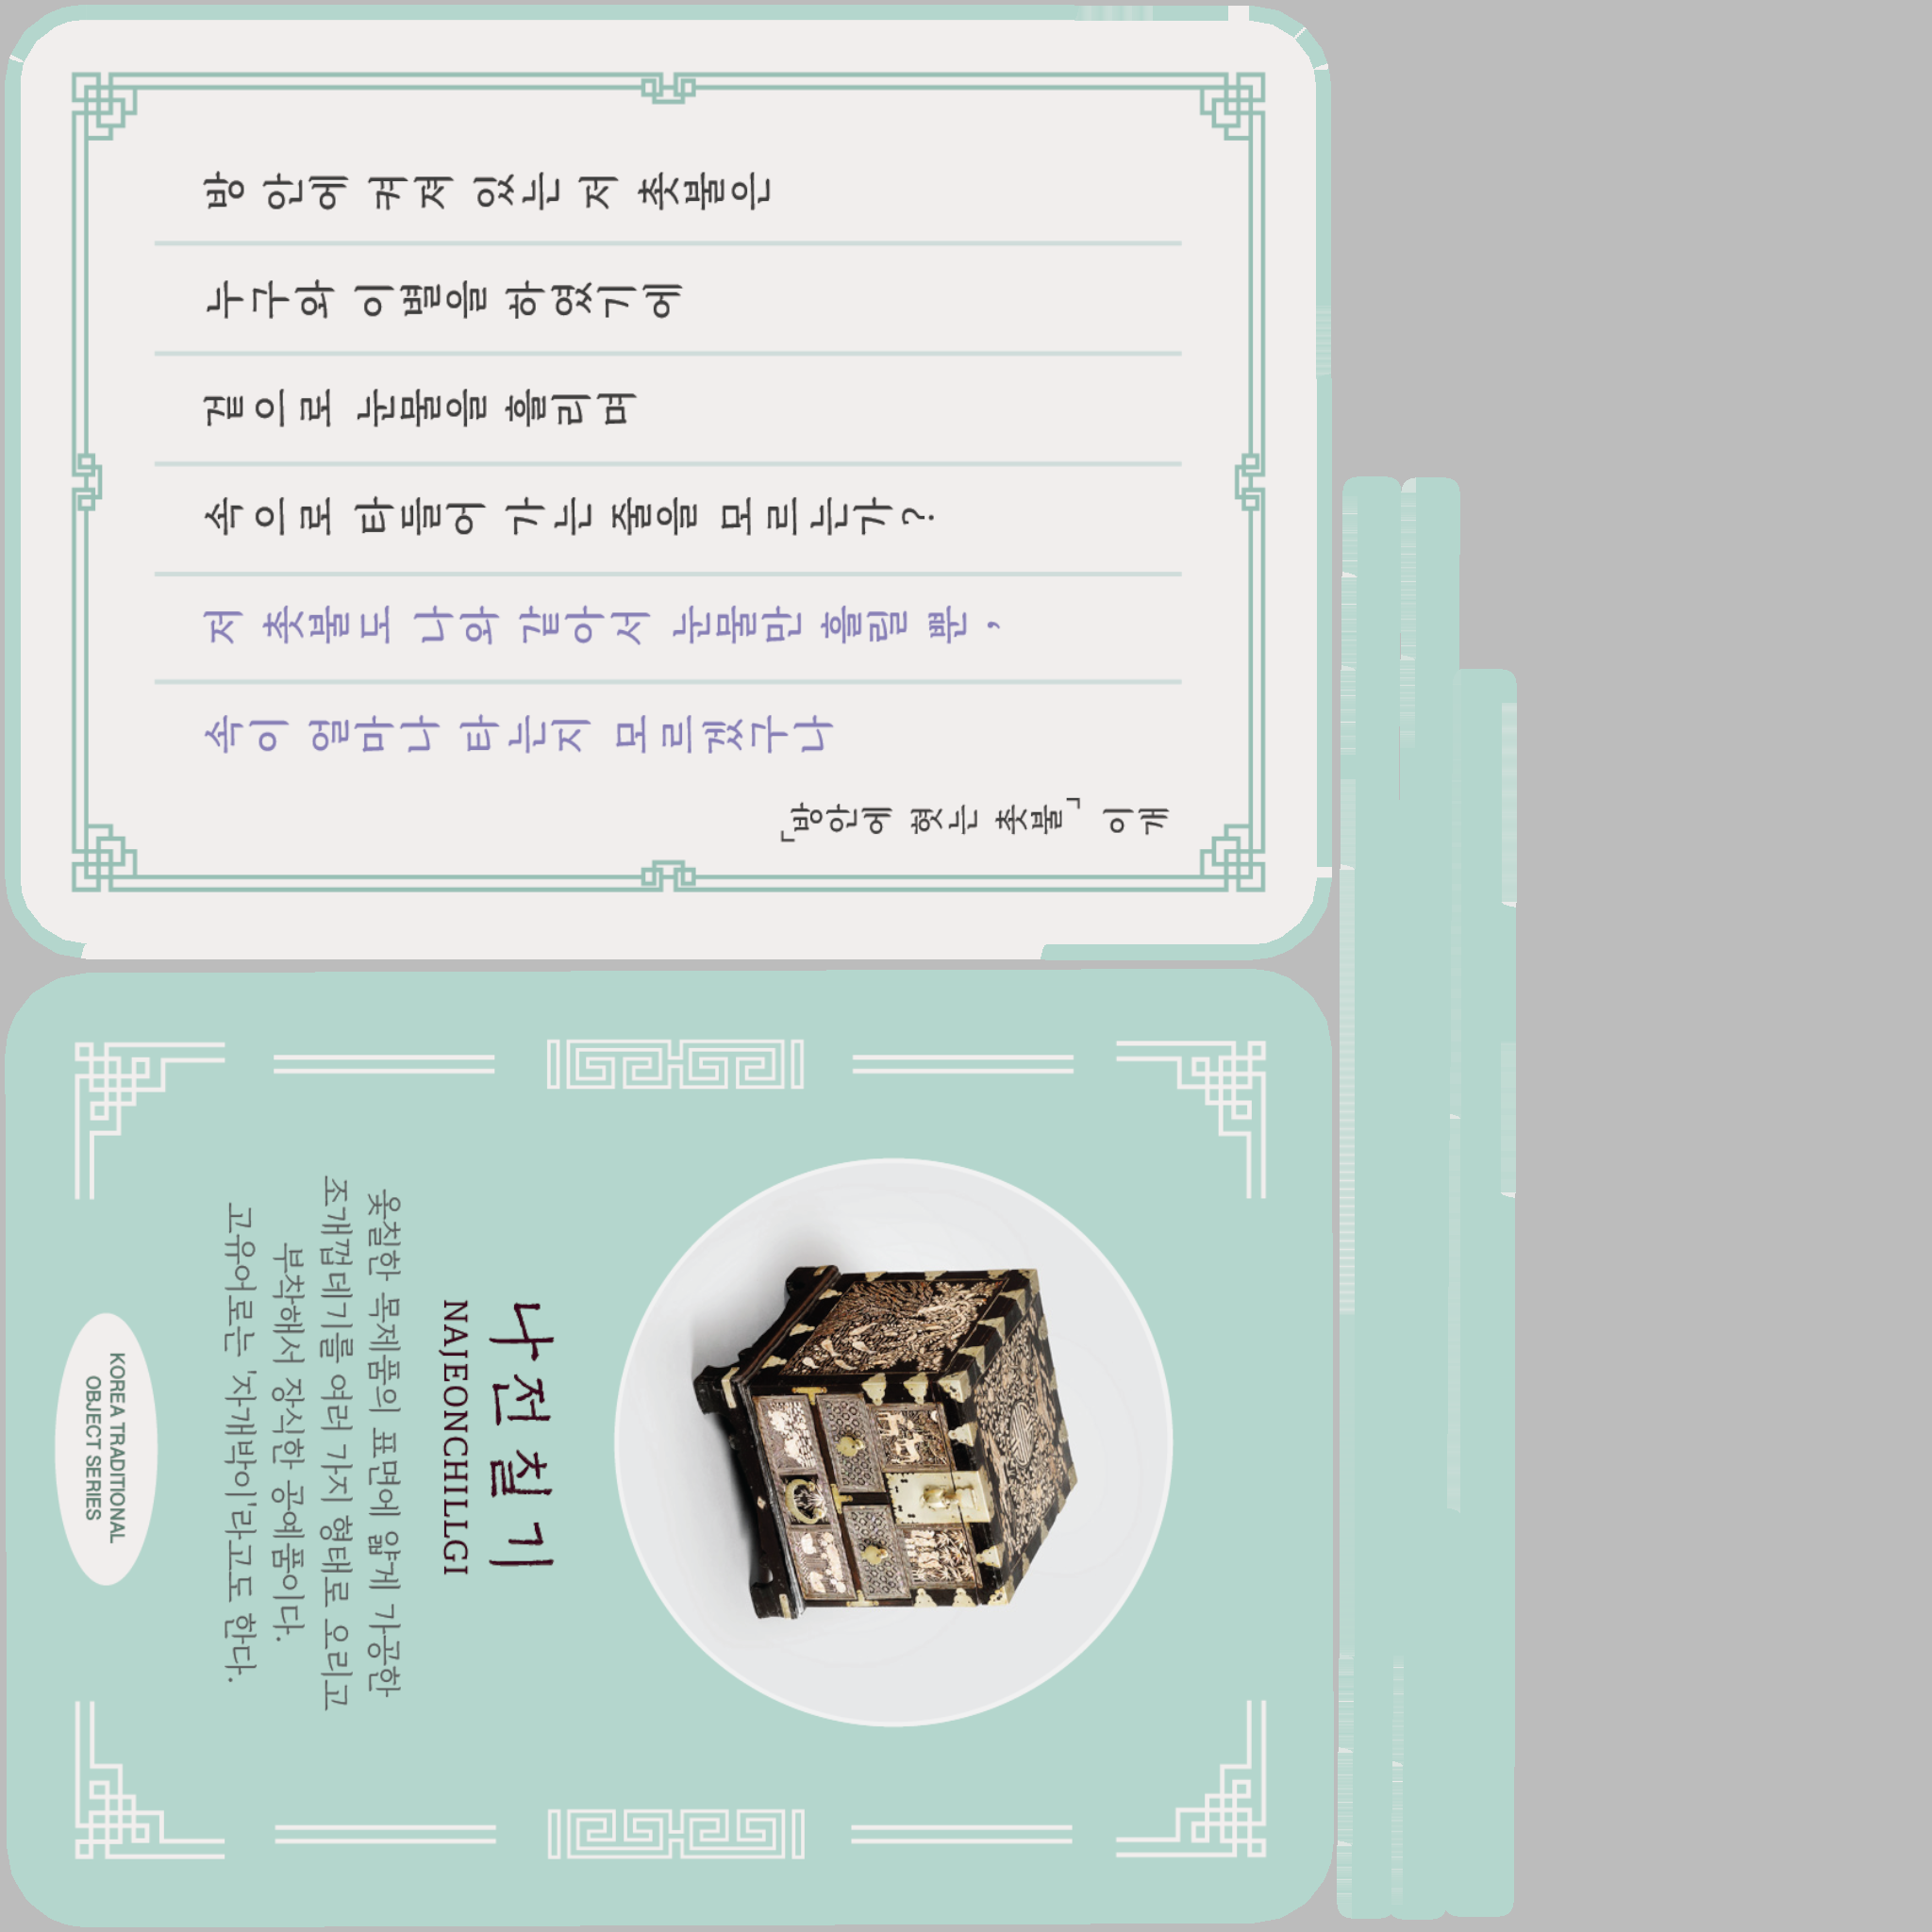 방 안에 켜져 있는 저 촛불은
누구와 이별을 하였기에
겉으로 눈물을 흘리며
속으로 타들어 가는 줄을 모르는가?
저 촛불도 나와 같아서 눈물만 흘릴 뿐,
속이 얼마나 타는지 모르겠구나
「방안에 혓는 촛불」 이개
나전칠기
NAJEONCHILLGI
옻칠한 목제품의 표면에 얇게 가공한
조개껍데기를 여러 가지 형태로 오리고
부착해서 장식한 공예품이다.
고유어로는 '자개박이'라고도 한다.
KOREA TRADITIONAL
OBJECT SERIES